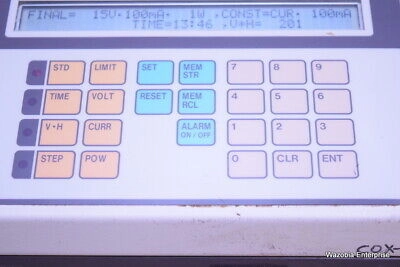 FINAL= 15V·100mA· 1W ,CONST=CUR· 100mA
TIME=13:46 ,V*H= 201
STD LIMIT SET MEM STR 7 8 9
TIME VOLT RESET MEM RCL 4 5 6
V·H CURR ALARM ON/OFF 1 2 3
STEP POW 0 CLR ENT
COX-
Wazobia Enterprise